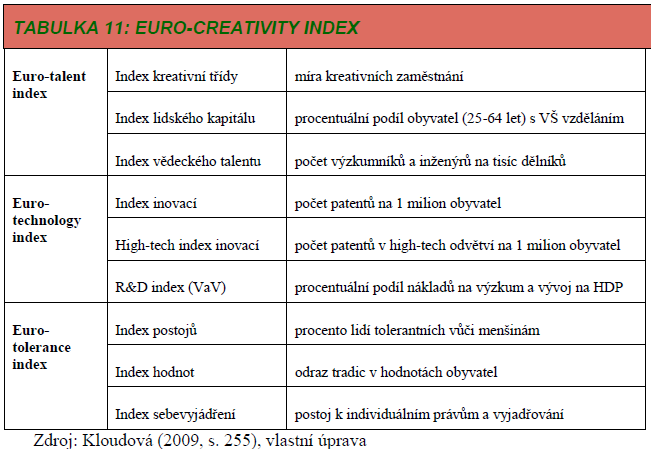 TABULKA 11: EURO-CREATIVITY INDEX
Euro-talent index
Index kreativní třídy
míra kreativních zaměstnání
Index lidského kapitálu
procentuální podíl obyvatel (25-64 let) s VŠ vzděláním
Index vědeckého talentu
počet výzkumníků a inženýrů na tisíc dělníků
Euro-
technology
index
Index inovací
počet patentů na 1 milion obyvatel
High-tech index inovací
počet patentů v high-tech odvětví na 1 milion obyvatel
R&D index (VaV)
procentuální podíl nákladů na výzkum a vývoj na HDP
Euro-
tolerance
index
Index postojů
procento lidí tolerantních vůči menšinám
Index hodnot
odraz tradic v hodnotách obyvatel
Index sebevyjádření
postoj k individuálním právům a vyjadřování
Zdroj: Kloudová (2009, s. 255), vlastní úprava